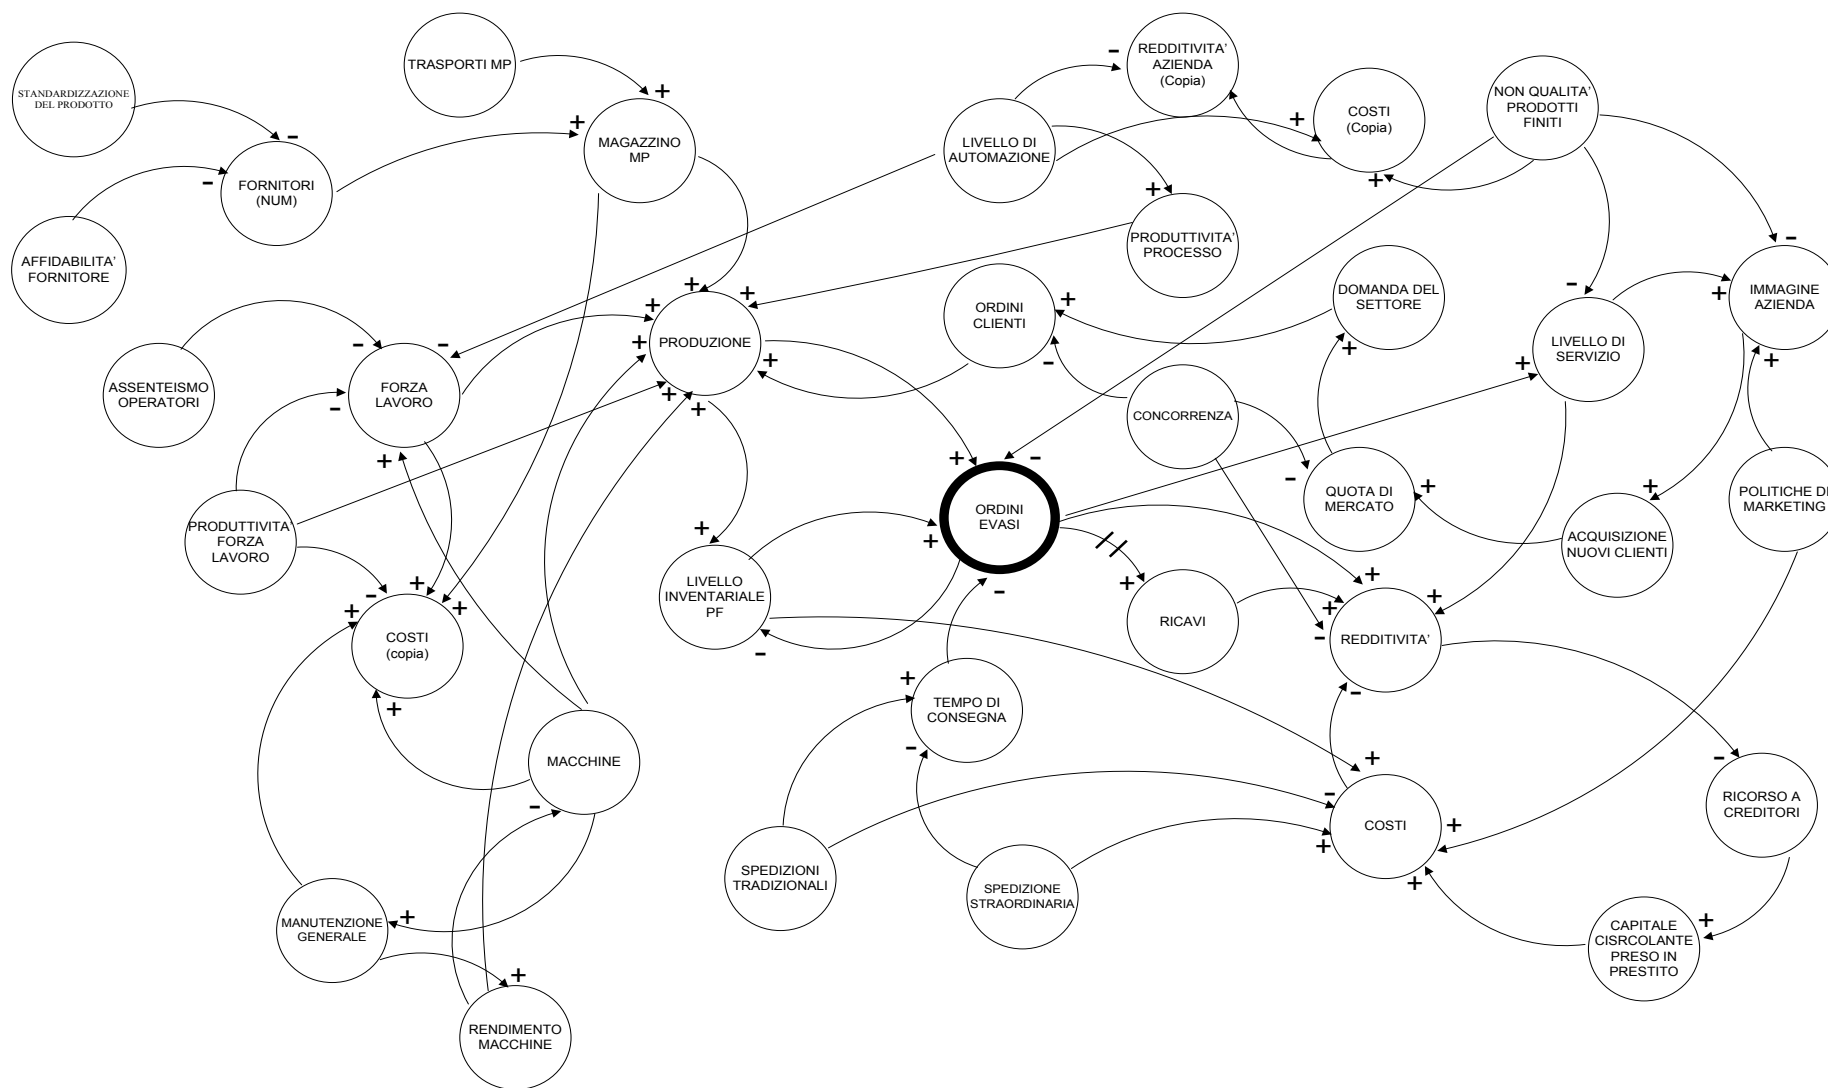 STANDARDIZZAZIONE
DEL PRODOTTO
TRASPORTI MP
MAGAZZINO
MP
FORNITORI
(NUM)
AFFIDABILITA'
FORNITORE
REDDITIVITA'
AZIENDA
(Copia)
COSTI
(Copia)
NON QUALITA'
PRODOTTI
FINITI
LIVELLO DI
AUTOMAZIONE
PRODUTTIVITA'
PROCESSO
ORDINI
CLIENTI
DOMANDA DEL
SETTORE
IMMAGINE
AZIENDA
LIVELLO DI
SERVIZIO
PRODUZIONE
ASSENTEISMO
OPERATORI
FORZA
LAVORO
CONCORRENZA
PRODUTTIVITA'
FORZA
LAVORO
ORDINI
EVASI
QUOTA DI
MERCATO
ACQUISIZIONE
NUOVI CLIENTI
POLITICHE DI
MARKETING
LIVELLO
INVENTARIALE
PF
RICAVI
REDDITIVITA'
COSTI
(copia)
TEMPO DI
CONSEGNA
MACCHINE
COSTI
RICORSO A
CREDITORI
SPEDIZIONI
TRADIZIONALI
SPEDIZIONE
STRAORDINARIA
MANUTENZIONE
GENERALE
CAPITALE
CISRCOLANTE
PRESO IN
PRESTITO
RENDIMENTO
MACCHINE